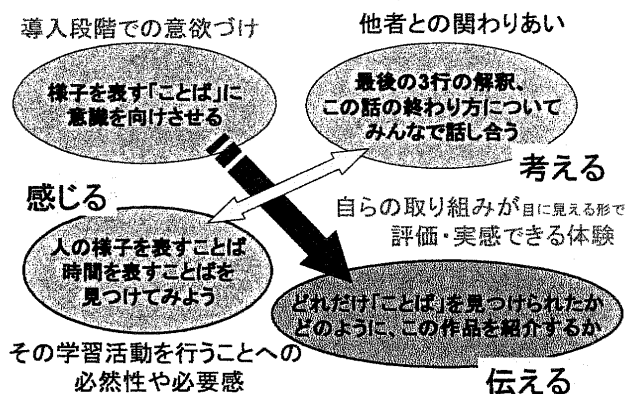 導入段階での意欲づけ
様子を表す「ことば」に
意識を向けさせる
他者との関わりあい
最後の3行の解釈、
この話の終わり方について
みんなで話し合う
考える
感じる
人の様子を表すことば
時間を表すことばを
見つけてみよう
その学習活動を行うことへの
必然性や必要感
自らの取り組みが目に見える形で
評価・実感できる体験
どれだけ「ことば」を見つけられたか
どのように、この作品を紹介するか
伝える